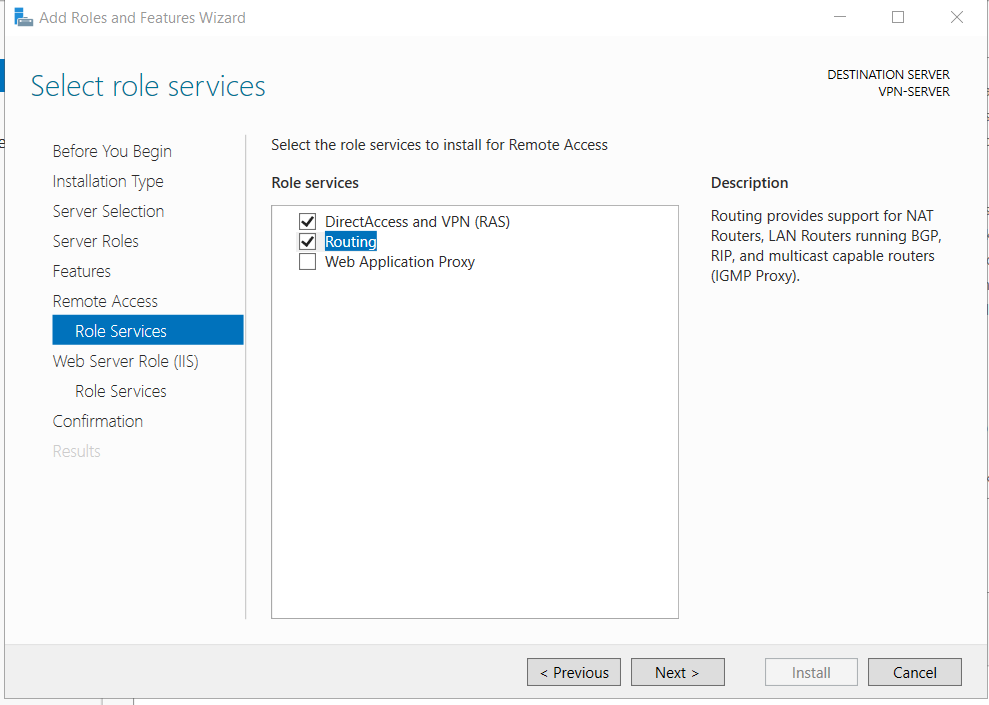 Add Roles and Features Wizard
Select role services
DESTINATION SERVER
VPN-SERVER
Before You Begin
Installation Type
Server Selection
Server Roles
Features
Remote Access
Role Services
Web Server Role (IIS)
Role Services
Confirmation
Results
Select the role services to install for Remote Access
Role services
DirectAccess and VPN (RAS)
Routing
Web Application Proxy
Description
Routing provides support for NAT
Routers, LAN Routers running BGP,
RIP, and multicast capable routers
(IGMP Proxy).
< Previous
Next >
Install
Cancel